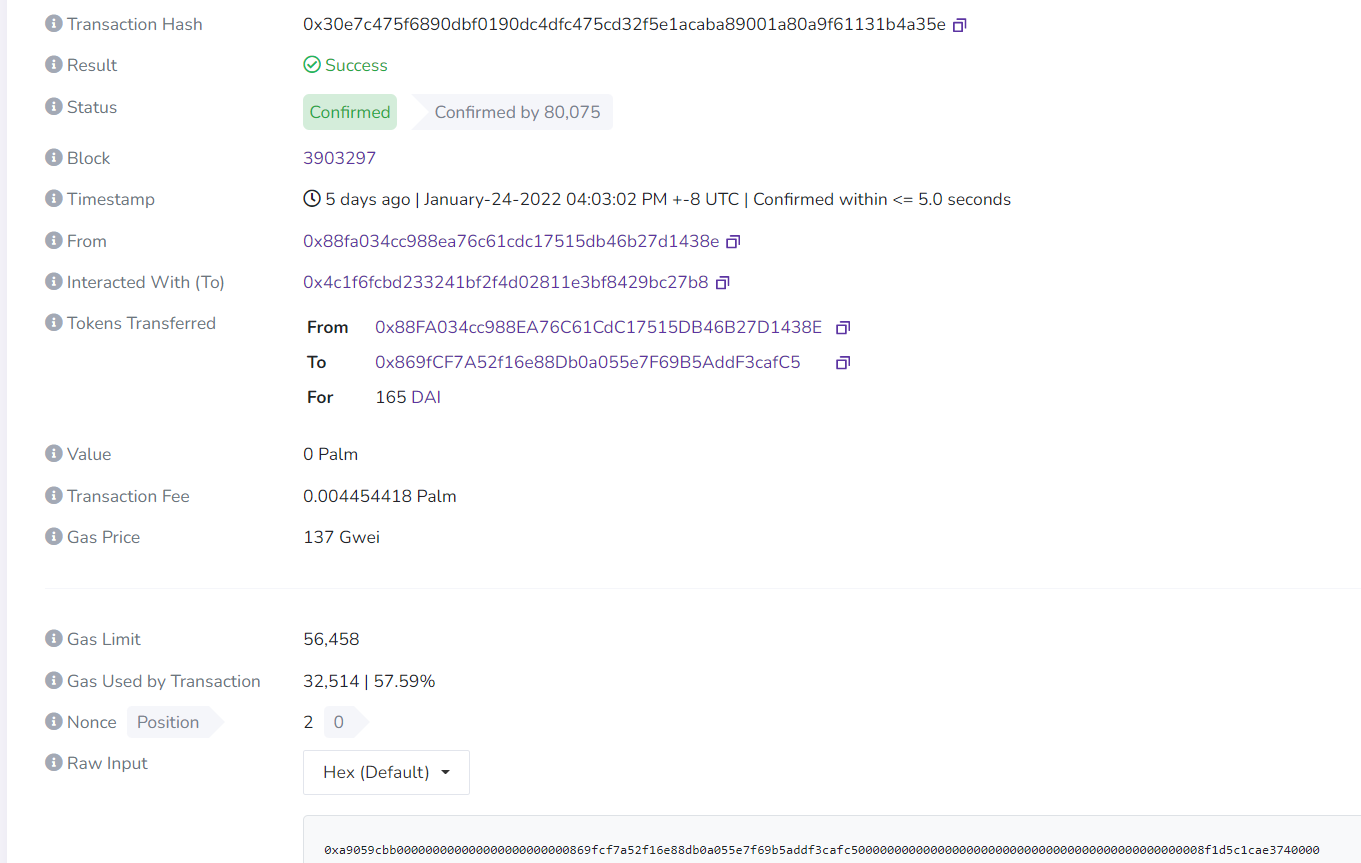 Transaction Hash 0x30e7c475f6890dbf0190dc4dfc475cd32f5e1acaba89001a80a9f61131b4a35e
Result Success
Status Confirmed Confirmed by 80,075
Block 3903297
Timestamp 5 days ago | January-24-2022 04:03:02 PM +-8 UTC | Confirmed within <= 5.0 seconds
From 0x88fa034cc988ea76c61cdc17515db46b27d1438e
Interacted With (To) 0x4c1f6fcbd233241bf2f4d02811e3bf8429bc27b8
Tokens Transferred From 0x88FA034cc988EA76C61CdC17515DB46B27D1438E
To 0x869fCF7A52f16e88Db0a055e7F69B5AddF3cafC5
For 165 DAI
Value 0 Palm
Transaction Fee 0.004454418 Palm
Gas Price 137 Gwei
Gas Limit 56,458
Gas Used by Transaction 32,514 | 57.59%
Nonce Position 2 0
Raw Input Hex (Default)
0xa9059cbb000000000000000000000000869fcf7a52f16e88db0a055e7f69b5addf3cafc5000000000000000000000000000000000000000000000008f1d5c1cae3740000